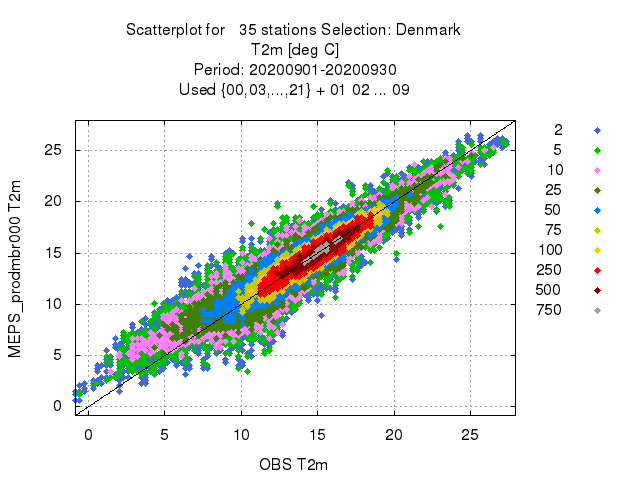 Scatterplot for 35 stations Selection: Denmark
T2m [deg C]
Period: 20200901-20200930
Used {00,03,...,21} + 01 02 ... 09
MEPS_prodmbr000 T2m
25
20
15
10
5
0
0 5 10 15 20 25
OBS T2m
2
5
10
25
50
75
100
250
500
750